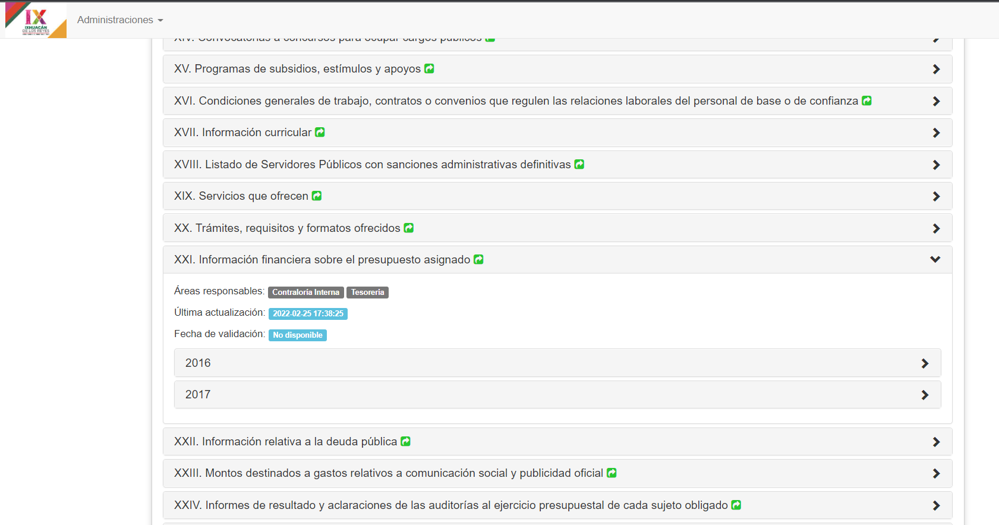 IX
IXHUACÁN
DE LOS REYES
Administraciones
XIV. Convocatorias a concursos para ocupar cargos públicos
XV. Programas de subsidios, estímulos y apoyos
XVI. Condiciones generales de trabajo, contratos o convenios que regulen las relaciones laborales del personal de base o de confianza
XVII. Información curricular
XVIII. Listado de Servidores Públicos con sanciones administrativas definitivas
XIX. Servicios que ofrecen
XX. Trámites, requisitos y formatos ofrecidos
XXI. Información financiera sobre el presupuesto asignado
Áreas responsables: Contraloría Interna Tesoreria
Última actualización: 2022-02-25 17:38:25
Fecha de validación: No disponible
2016
2017
XXII. Información relativa a la deuda pública
XXIII. Montos destinados a gastos relativos a comunicación social y publicidad oficial
XXIV. Informes de resultado y aclaraciones de las auditorías al ejercicio presupuestal de cada sujeto obligado